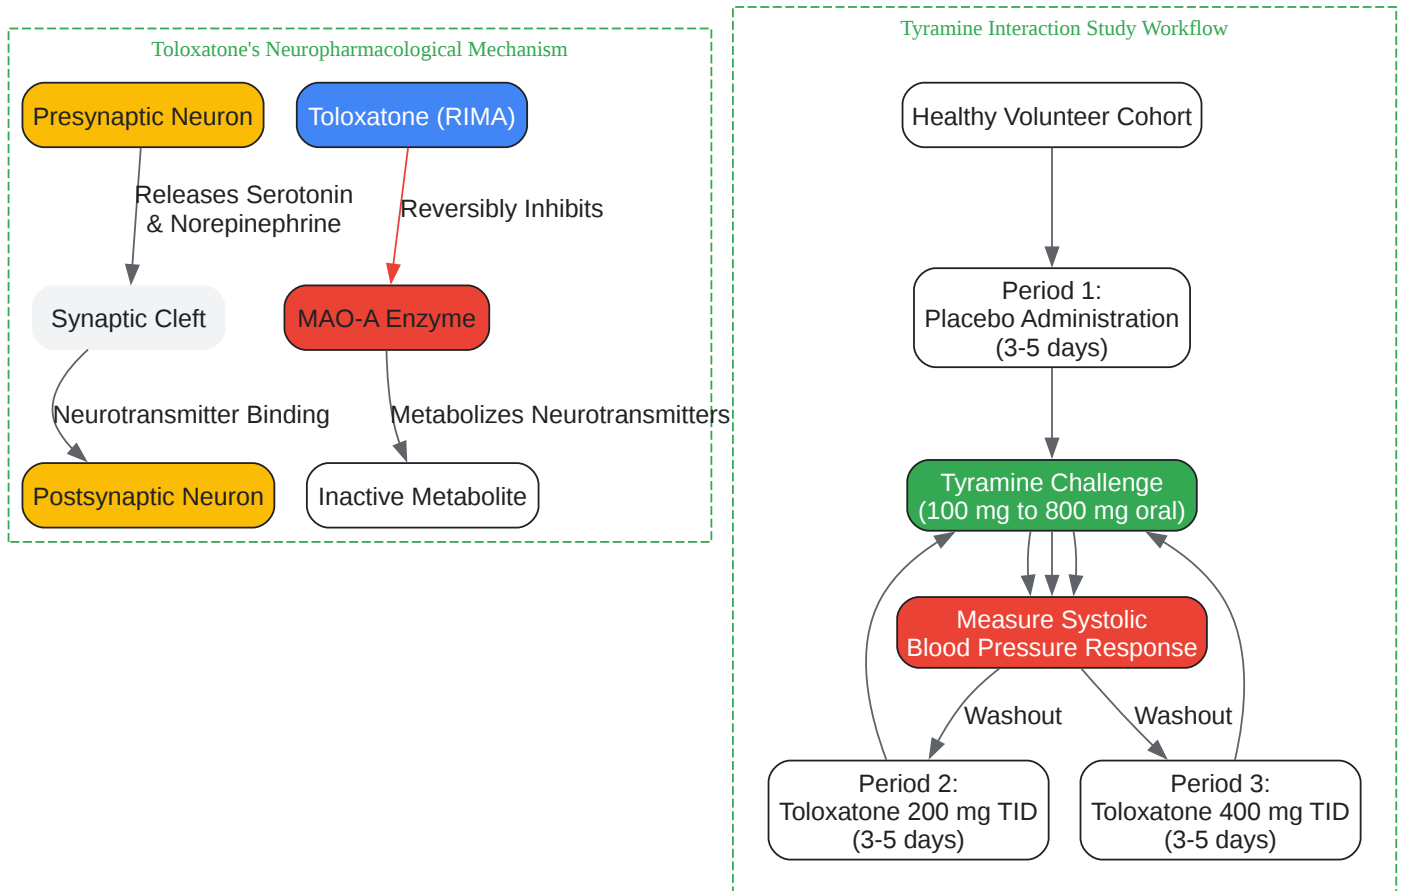 Toloxatone's Neuropharmacological Mechanism
Presynaptic Neuron
Toloxatone (RIMA)
Releases Serotonin
& Norepinephrine
Reversibly Inhibits
Synaptic Cleft
MAO-A Enzyme
Neurotransmitter Binding
Metabolizes Neurotransmitters
Postsynaptic Neuron
Inactive Metabolite
Tyramine Interaction Study Workflow
Healthy Volunteer Cohort
Period 1:
Placebo Administration
(3-5 days)
Tyramine Challenge
(100 mg to 800 mg oral)
Measure Systolic
Blood Pressure Response
Washout
Washout
Period 2:
Toloxatone 200 mg TID
(3-5 days)
Period 3:
Toloxatone 400 mg TID
(3-5 days)